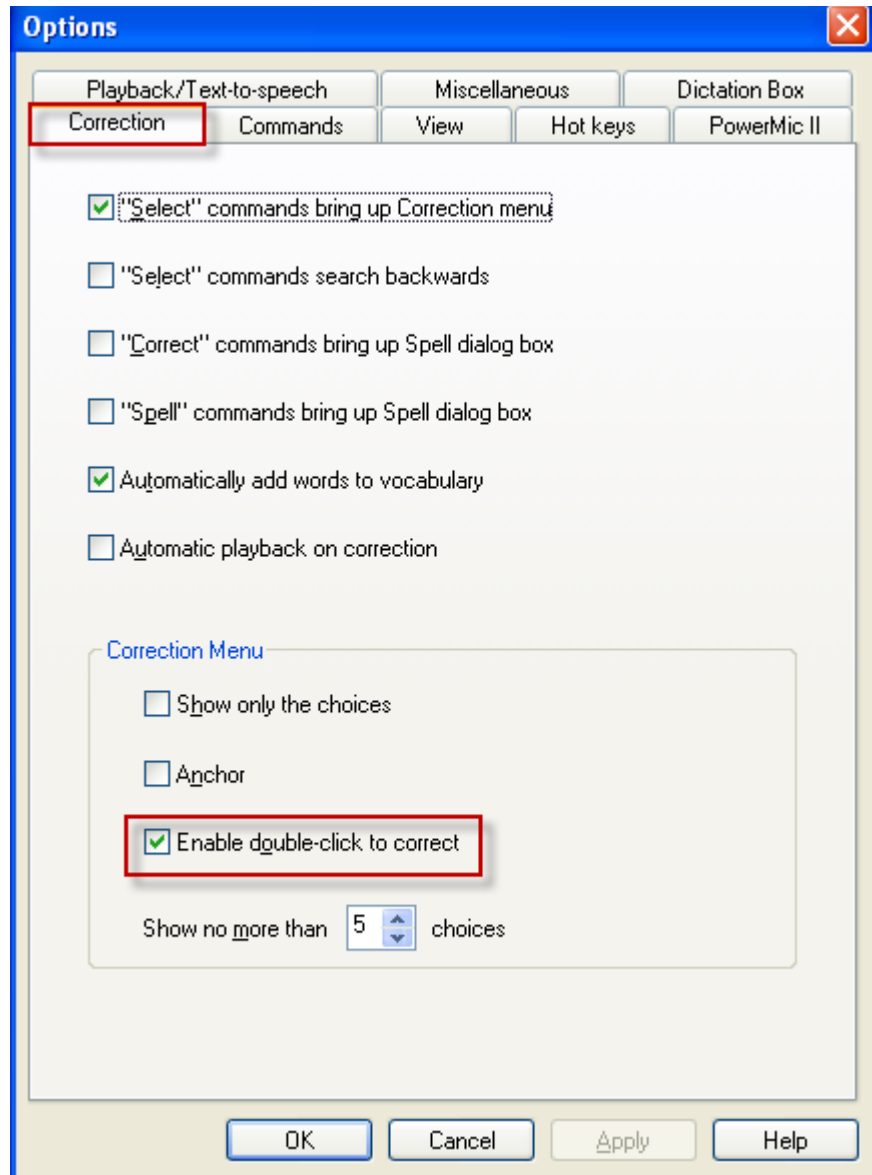 Options
Playback/Text-to-speech Miscellaneous Dictation Box
Correction Commands View Hot keys PowerMic II
"Select" commands bring up Correction menu
"Select" commands search backwards
"Correct" commands bring up Spell dialog box
"Spell" commands bring up Spell dialog box
Automatically add words to vocabulary
Automatic playback on correction
Correction Menu
Show only the choices
Anchor
Enable double-click to correct
Show no more than 5 choices
OK Cancel Apply Help